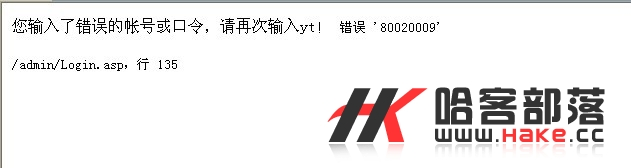 您输入了错误的帐号或口令，请再次输入yt! 错误 '80020009'
/admin/Login.asp，行 135
HK 哈客部落
www.HaKe.cc